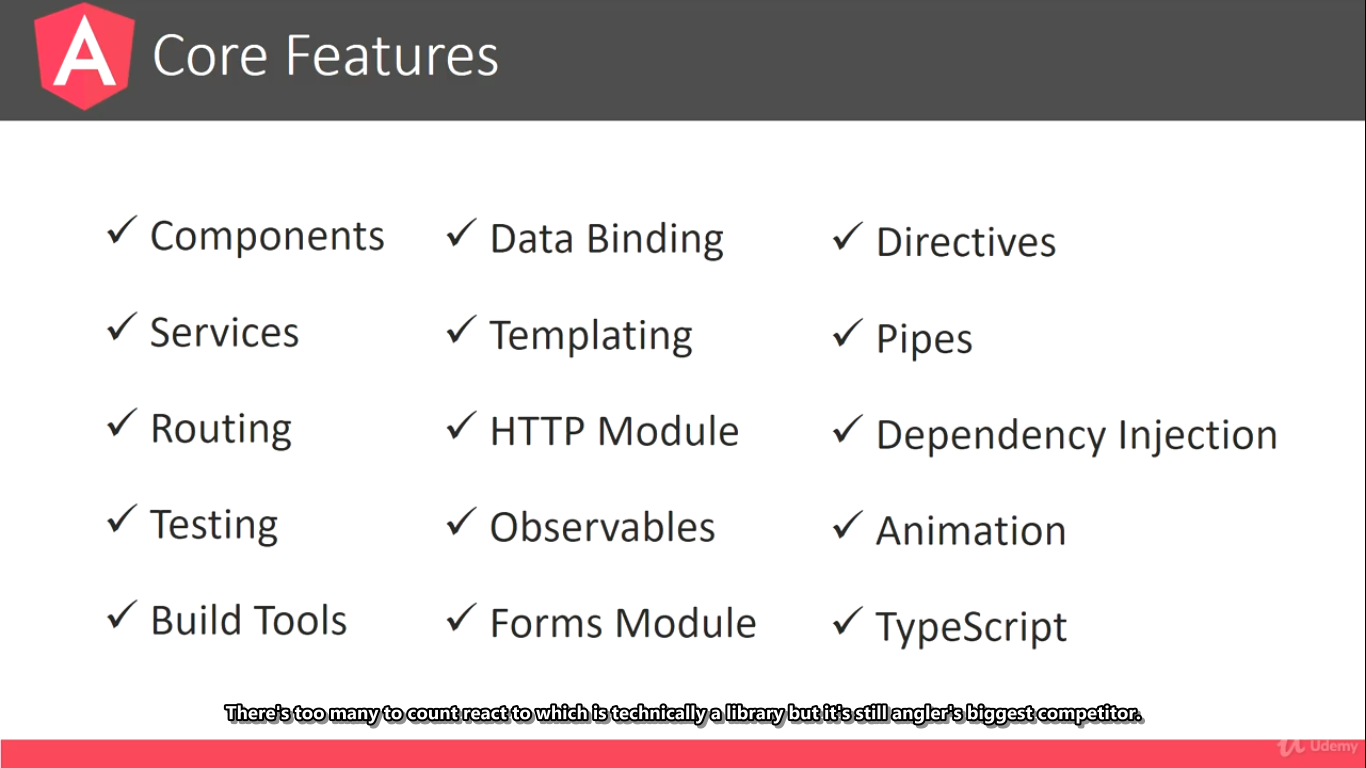 A Core Features
Components
Data Binding
Directives
Services
Templating
Pipes
Routing
HTTP Module
Dependency Injection
Testing
Observables
Animation
Build Tools
Forms Module
TypeScript
There's too many to count react to which is technically a library but it's still angler's biggest competitor.
Udemy